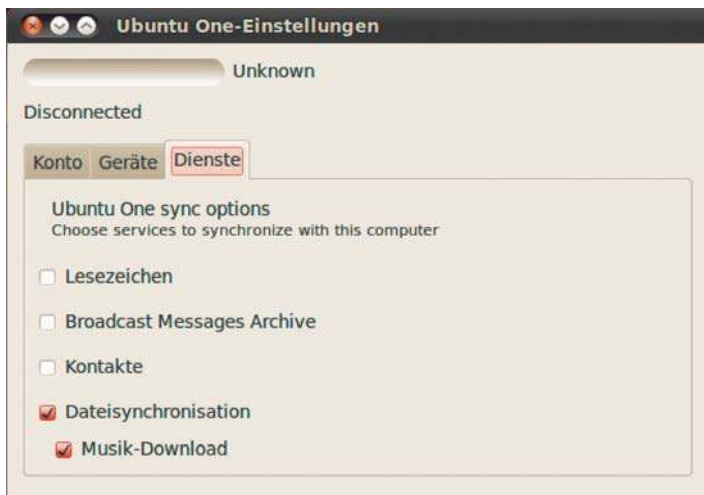 Ubuntu One-Einstellungen
Unknown
Disconnected
Konto Geräte Dienste
Ubuntu One sync options
Choose services to synchronize with this computer
Lesezeichen
Broadcast Messages Archive
Kontakte
Dateisynchronisation
Musik-Download